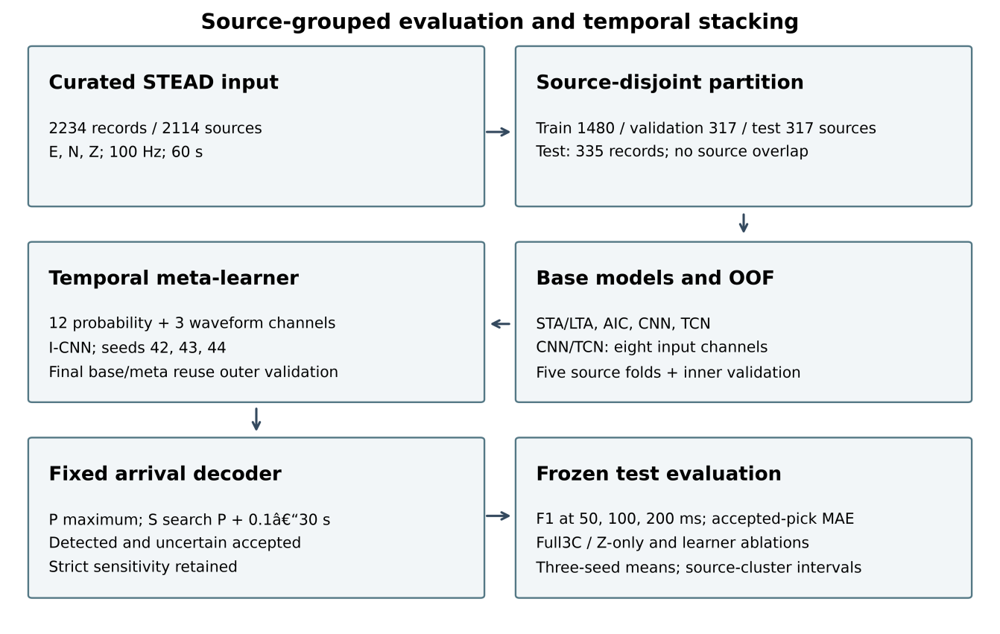 Source-grouped evaluation and temporal stacking
Curated STEAD input
2234 records / 2114 sources
E, N, Z; 100 Hz; 60 s
Source-disjoint partition
Train 1480 / validation 317 / test 317 sources
Test: 335 records; no source overlap
Base models and OOF
STA/LTA, AIC, CNN, TCN
CNN/TCN: eight input channels
Five source folds + inner validation
Temporal meta-learner
12 probability + 3 waveform channels
I-CNN; seeds 42, 43, 44
Final base/meta reuse outer validation
Fixed arrival decoder
P maximum; S search P + 0.1â€“30 s
Detected and uncertain accepted
Strict sensitivity retained
Frozen test evaluation
F1 at 50, 100, 200 ms; accepted-pick MAE
Full3C / Z-only and learner ablations
Three-seed means; source-cluster intervals